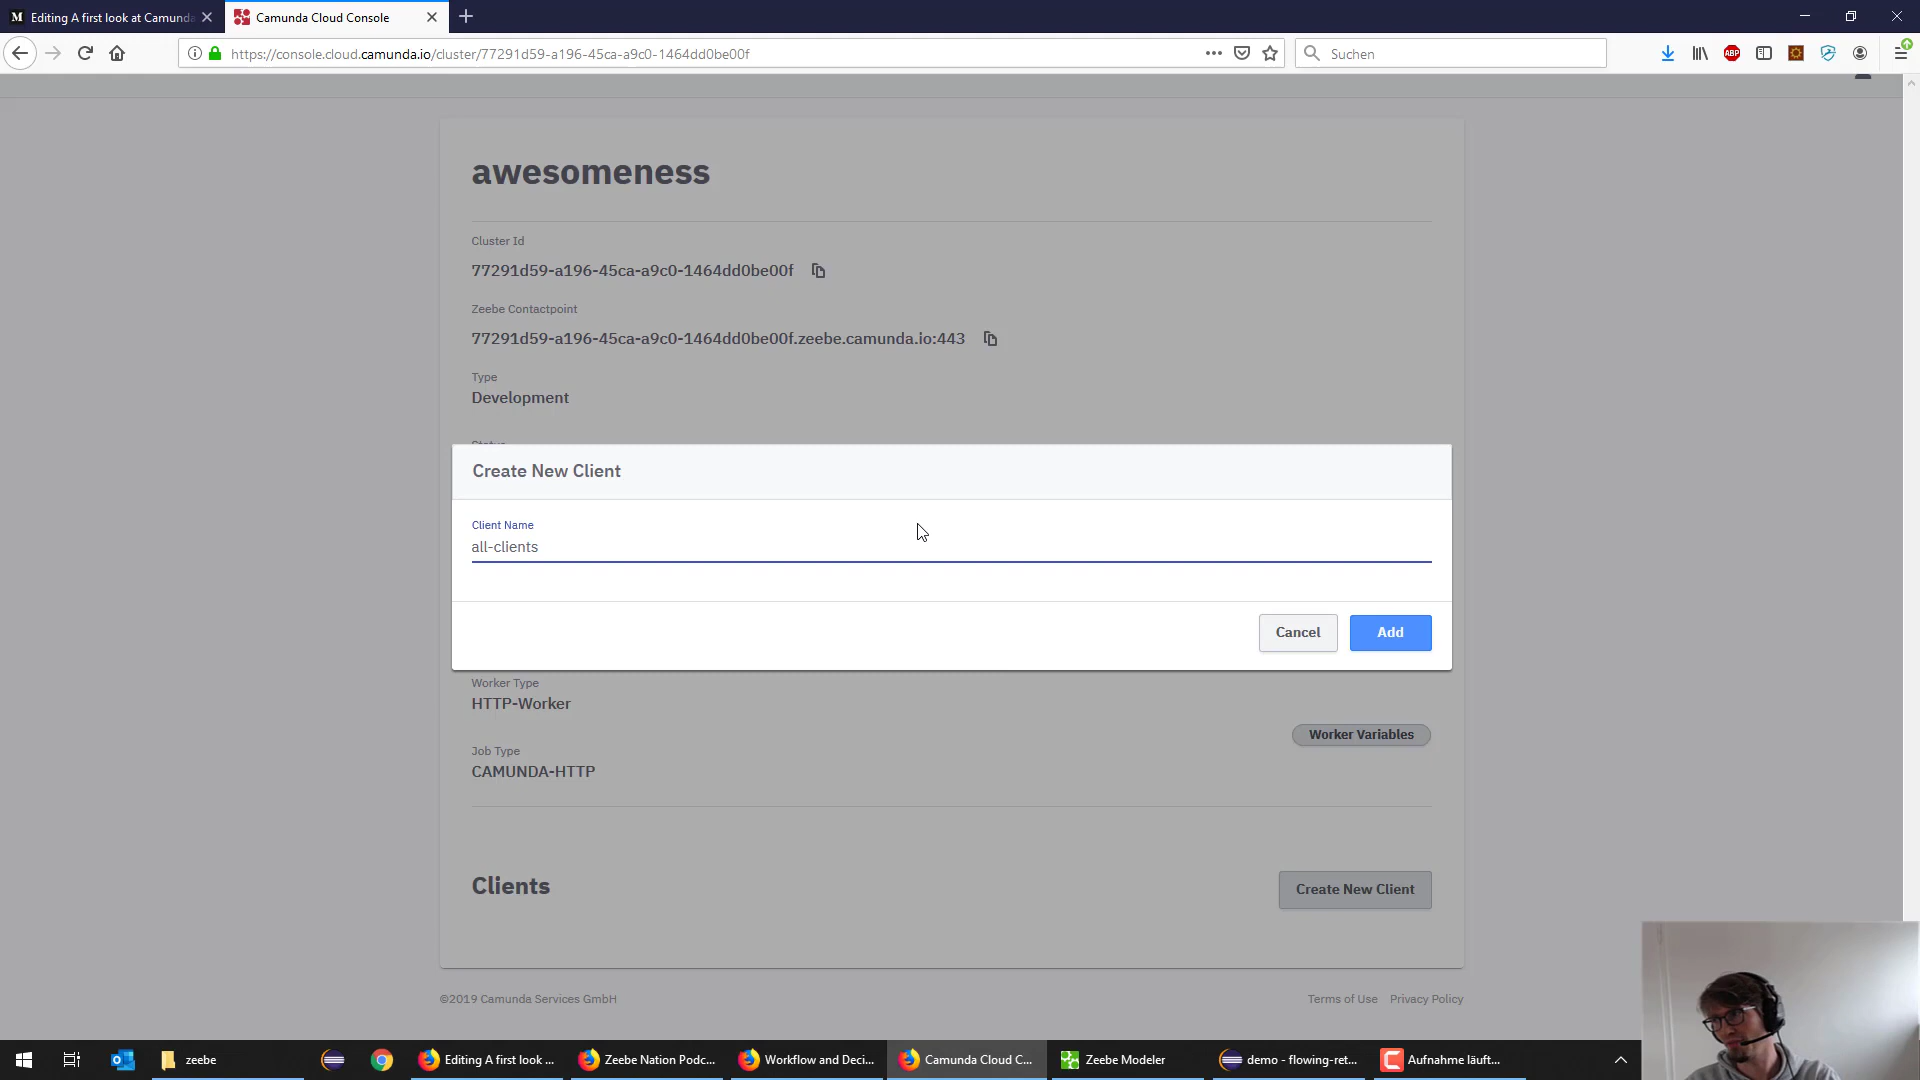 M Editing A first look at Camunda
Camunda Cloud Console
https://console.cloud.camunda.io/cluster/77291d59-a196-45ca-a9c0-1464dd0be00f
Suchen
ABP
awesomeness
Cluster Id
77291d59-a196-45ca-a9c0-1464dd0be00f
Zeebe Contactpoint
77291d59-a196-45ca-a9c0-1464dd0be00f.zeebe.camunda.io:443
Type
Development
Status
Create New Client
Client Name
all-clients
Cancel
Add
Worker Type
HTTP-Worker
Worker Variables
Job Type
CAMUNDA-HTTP
Clients
Create New Client
©2019 Camunda Services GmbH
Terms of Use
Privacy Policy
zeebe
Editing A first look ...
Zeebe Nation Podc...
Workflow and Deci...
Camunda Cloud C...
Zeebe Modeler
demo - flowing-ret...
Aufnahme läuft...